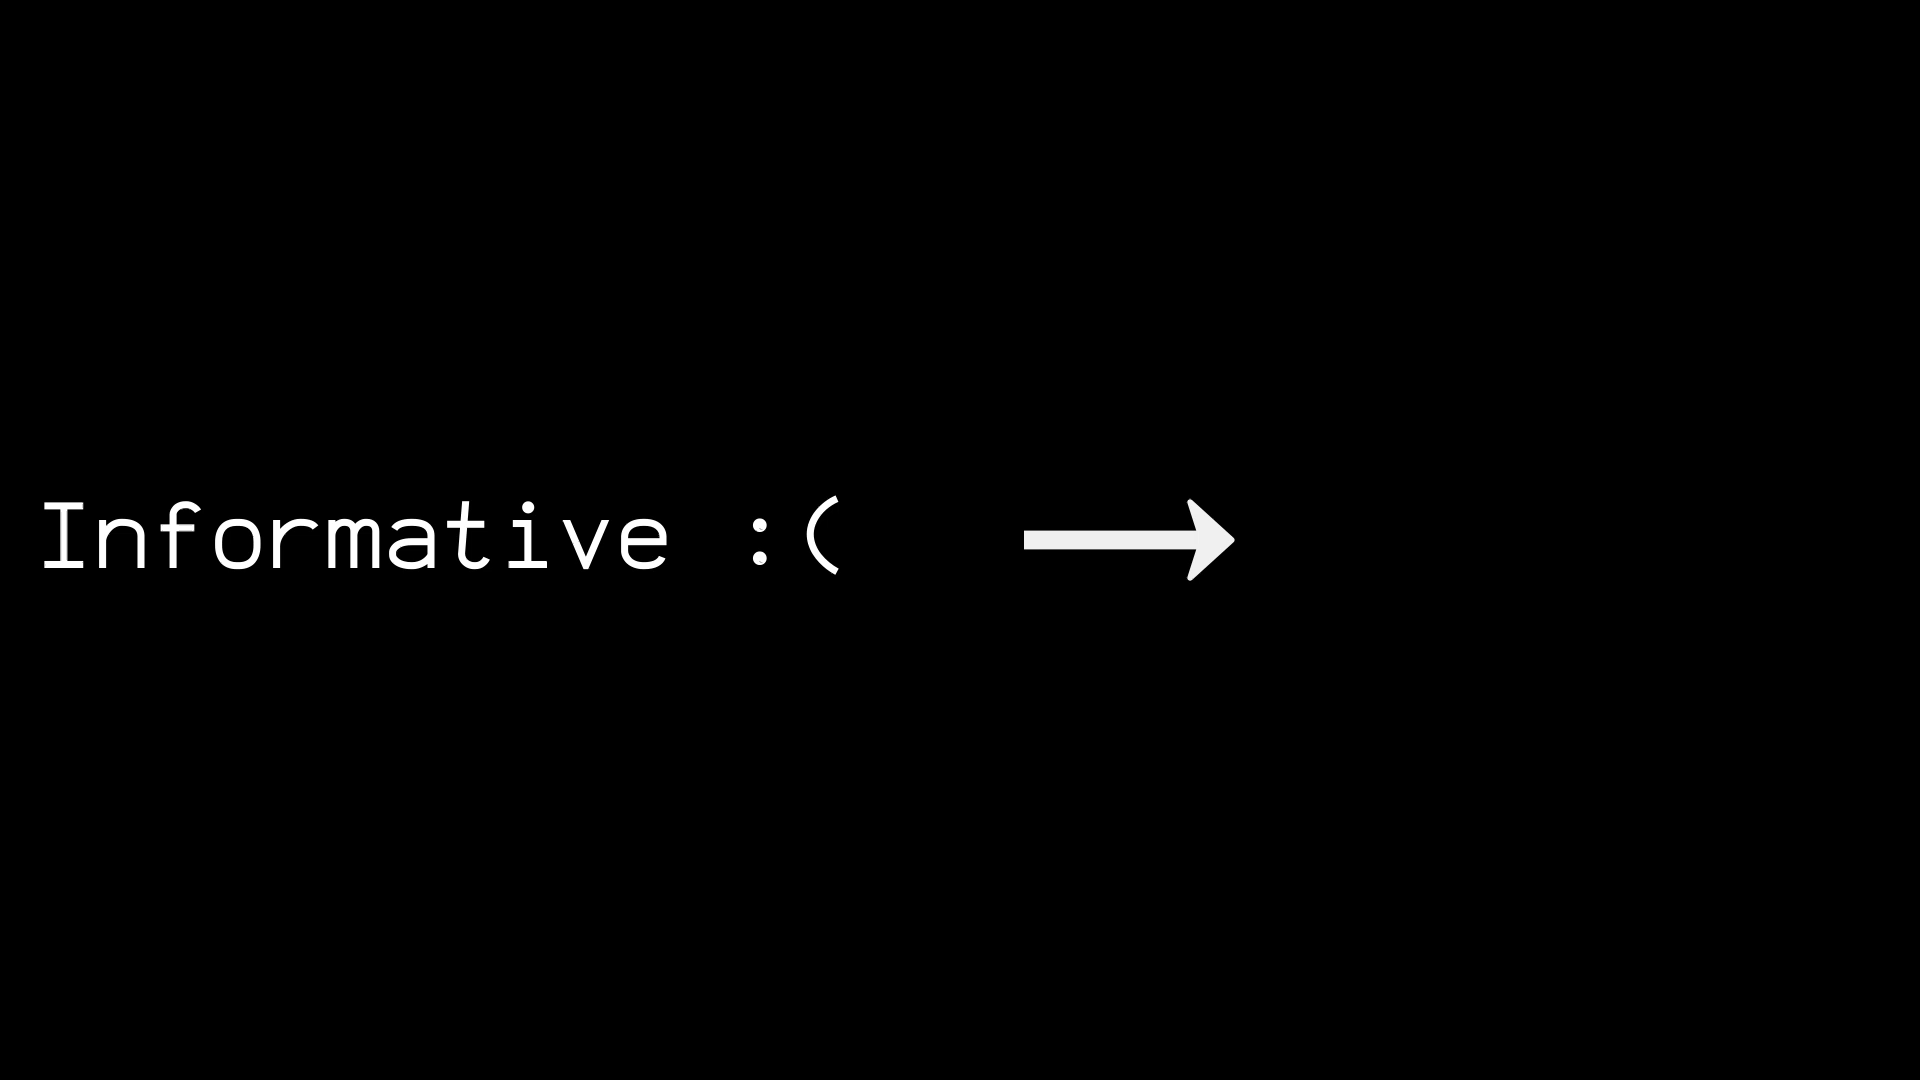 Informative :( →